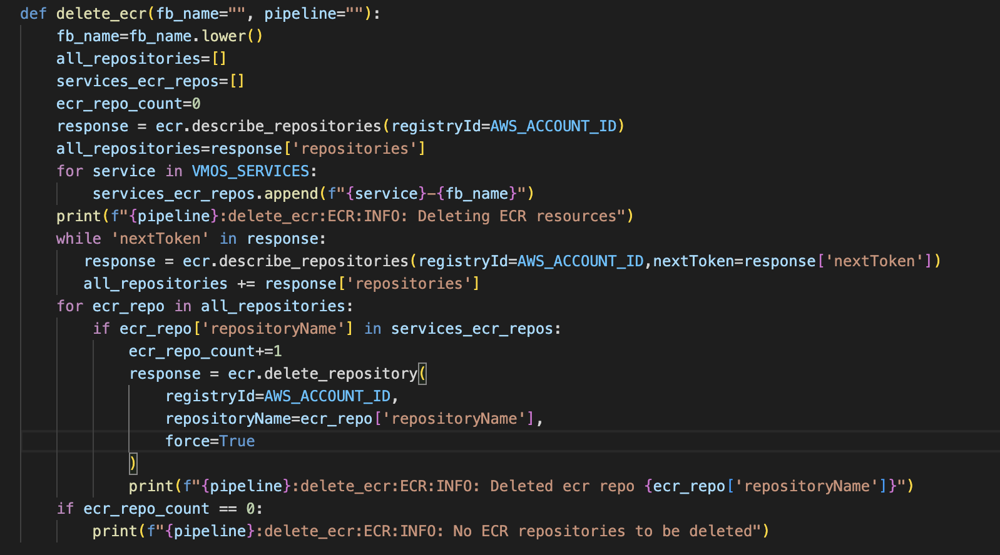 def delete_ecr(fb_name="", pipeline=""):
    fb_name=fb_name.lower()
    all_repositories=[]
    services_ecr_repos=[]
    ecr_repo_count=0
    response = ecr.describe_repositories(registryId=AWS_ACCOUNT_ID)
    all_repositories=response['repositories']
    for service in VMOS_SERVICES:
        services_ecr_repos.append(f"{service}-{fb_name}")
    print(f"{pipeline}:delete_ecr:ECR:INFO: Deleting ECR resources")
    while 'nextToken' in response:
       response = ecr.describe_repositories(registryId=AWS_ACCOUNT_ID,nextToken=response['nextToken'])
       all_repositories += response['repositories']
    for ecr_repo in all_repositories:
        if ecr_repo['repositoryName'] in services_ecr_repos:
            ecr_repo_count+=1
            response = ecr.delete_repository(
                registryId=AWS_ACCOUNT_ID,
                repositoryName=ecr_repo['repositoryName'],
                force=True
            )
            print(f"{pipeline}:delete_ecr:ECR:INFO: Deleted ecr repo {ecr_repo['repositoryName']}")
    if ecr_repo_count == 0:
        print(f"{pipeline}:delete_ecr:ECR:INFO: No ECR repositories to be deleted")